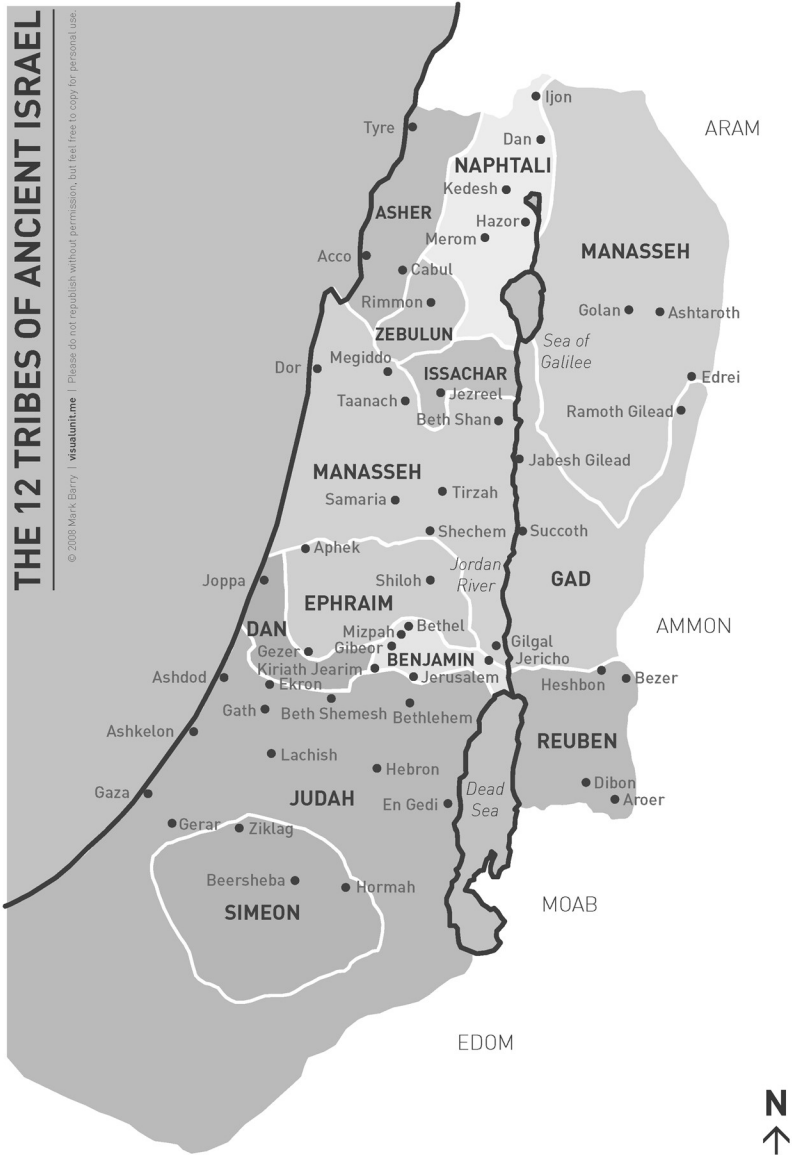 THE 12 TRIBES OF ANCIENT ISRAEL
© 2008 Mark Barry | visualunit.me | Please do not republish without permission, but feel free to copy for personal use.
Ijon
Tyre
ARAM
Dan
NAPHTALI
Kedesh
ASHER
Hazor
Merom
MANASSEH
Acco
Cabul
Rimmon
Golan
Ashtaroth
ZEBULUN
Sea of
Galilee
Megiddo
Dor
ISSACHAR
Edrei
Jezreel
Taanach
Ramoth Gilead
Beth Shan
Jabesh Gilead
MANASSEH
Tirzah
Samaria
Shechem
Succoth
Aphek
Jordan
River
Joppa
Shiloh
GAD
EPHRAIM
DAN
Bethel
AMMON
Mizpah
Gibeor
Gilgal
Gezer
BENJAMIN
Jericho
Kiriath Jearim
Ashdod
Jerusalem
Ekron
Heshbon
Bezer
Gath
Beth Shemesh
Bethlehem
Ashkelon
REUBEN
Lachish
Hebron
Dibon
Gaza
JUDAH
Dead
Sea
En Gedi
Aroer
Gerar
Ziklag
Beersheba
Hormah
MOAB
SIMEON
EDOM
N